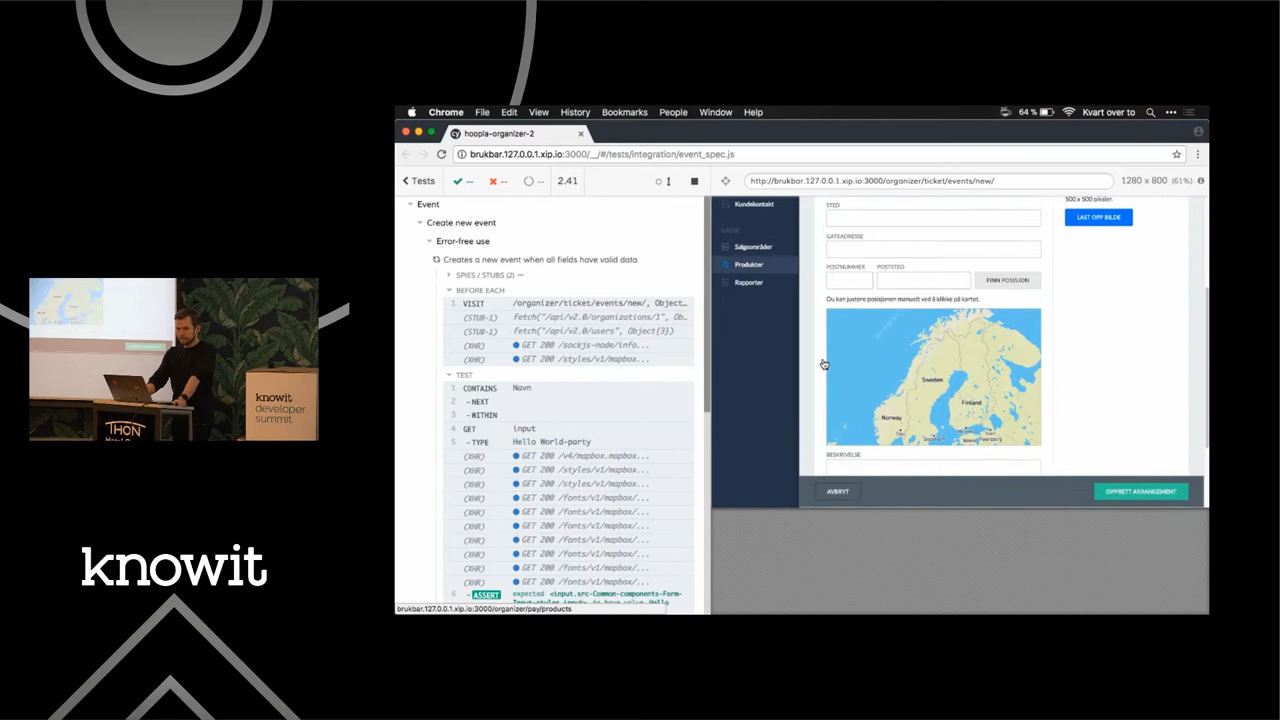 Chrome File Edit View History Bookmarks People Window Help 64 % Kvart over to
hoopla-organizer-2
brukbar.127.0.0.1.xip.io:3000/__/#/tests/integration/event_spec.js
Tests -- -- -- 2.41 http://brukbar.127.0.0.1.xip.io:3000/organizer/ticket/events/new/ 1280 x 800 (61%)
Event
Create new event
Error-free use
Creates a new event when all fields have valid data
SPIES / STUBS (2)
BEFORE EACH
1 VISIT /organizer/ticket/events/new/, Object…
(STUB-1) fetch("/api/v2.0/organizations/1", Ob…
(STUB-1) fetch("/api/v2.0/users", Object{3})
(XHR) GET 200 /sockjs-node/info...
(XHR) GET 200 /styles/v1/mapbox...
TEST
1 CONTAINS Navn
2 -NEXT
3 -WITHIN
4 GET input
5 -TYPE Hello World-party
(XHR) GET 200 /v4/mapbox.mapbox...
(XHR) GET 200 /styles/v1/mapbox...
(XHR) GET 200 /styles/v1/mapbox...
(XHR) GET 200 /fonts/v1/mapbox/...
(XHR) GET 200 /fonts/v1/mapbox/...
(XHR) GET 200 /fonts/v1/mapbox/...
(XHR) GET 200 /fonts/v1/mapbox/...
(XHR) GET 200 /fonts/v1/mapbox/...
(XHR) GET 200 /fonts/v1/mapbox/...
(XHR) GET 200 /fonts/v1/mapbox/...
6 -ASSERT expected <input.src-Common-components-Form-
brukbar.127.0.0.1.xip.io:3000/organizer/pay/products
Kundekontakt
Salgsområder
Produkter
Rapporter
STED
GATEADRESSE
POSTNUMMER POSTSTED
FINN POSISJON
Du kan justere posisjonen manuelt ved å klikke på kartet.
Sweden
Finland
Norway
BESKRIVELSE
500 x 500 piksler.
LAST OPP BILDE
AVBRYT
OPPRETT ARRANGEMENT
knowit
developer
summit
THON
knowit